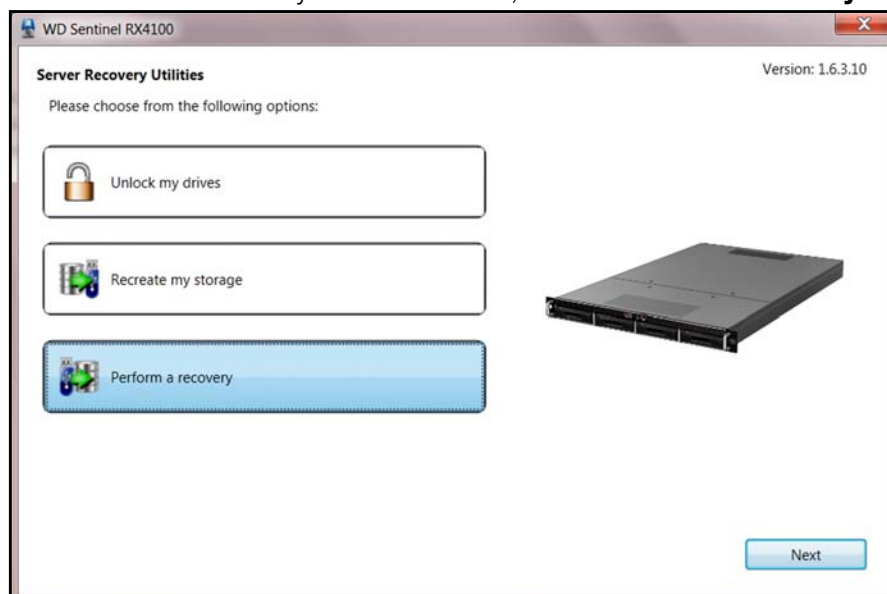 WD Sentinel RX4100
Server Recovery Utilities
Version: 1.6.3.10
Please choose from the following options:
Unlock my drives
Recreate my storage
Perform a recovery
Next